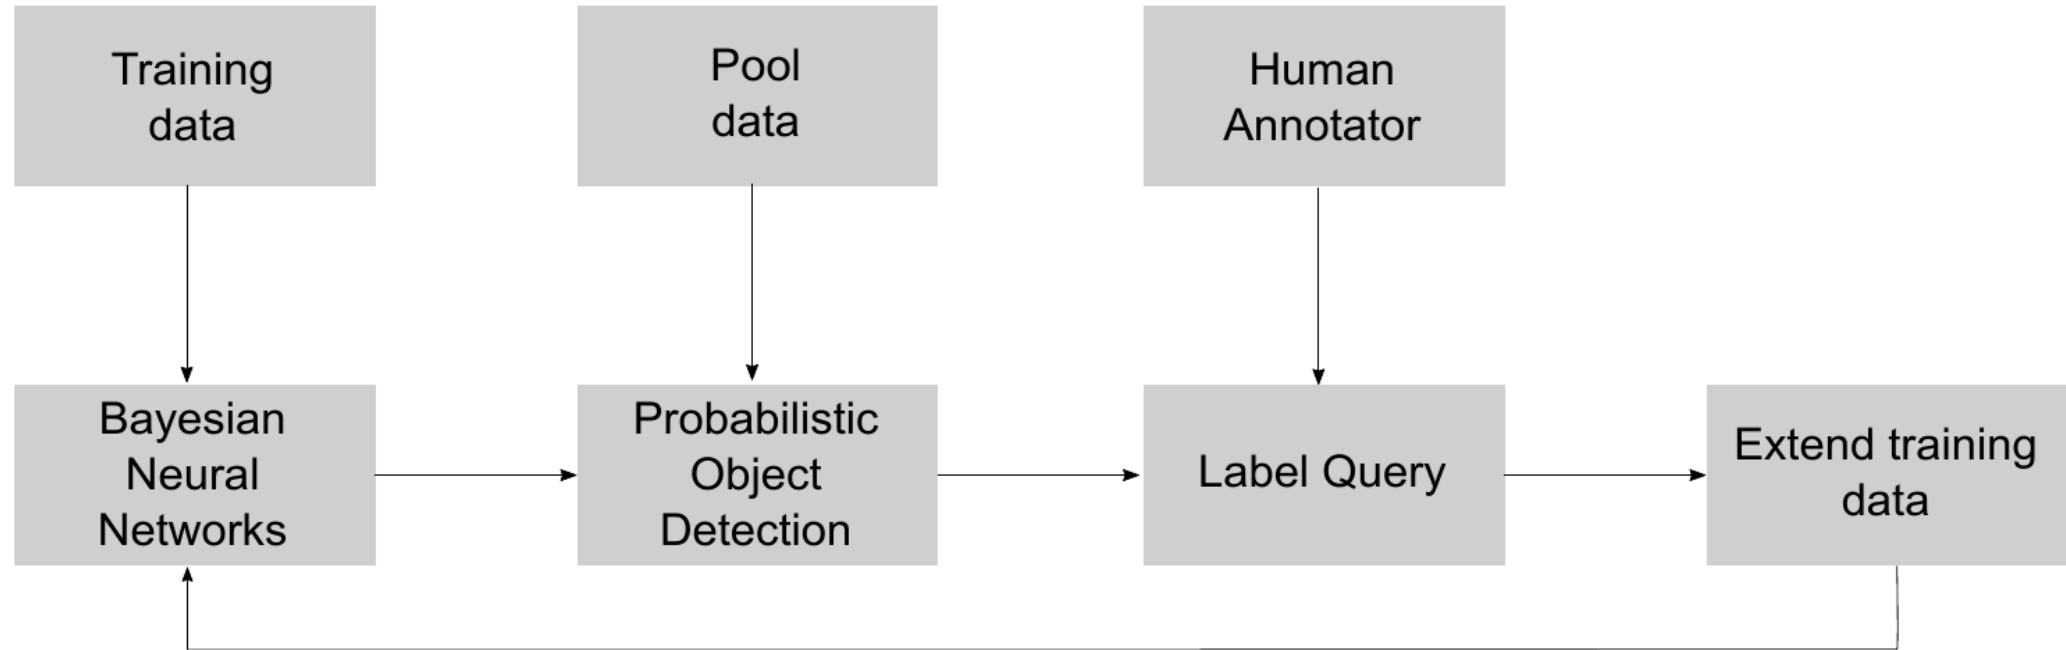 Training
data
Pool
data
Human
Annotator
Bayesian
Neural
Networks
Probabilistic
Object
Detection
Label Query
Extend training
data